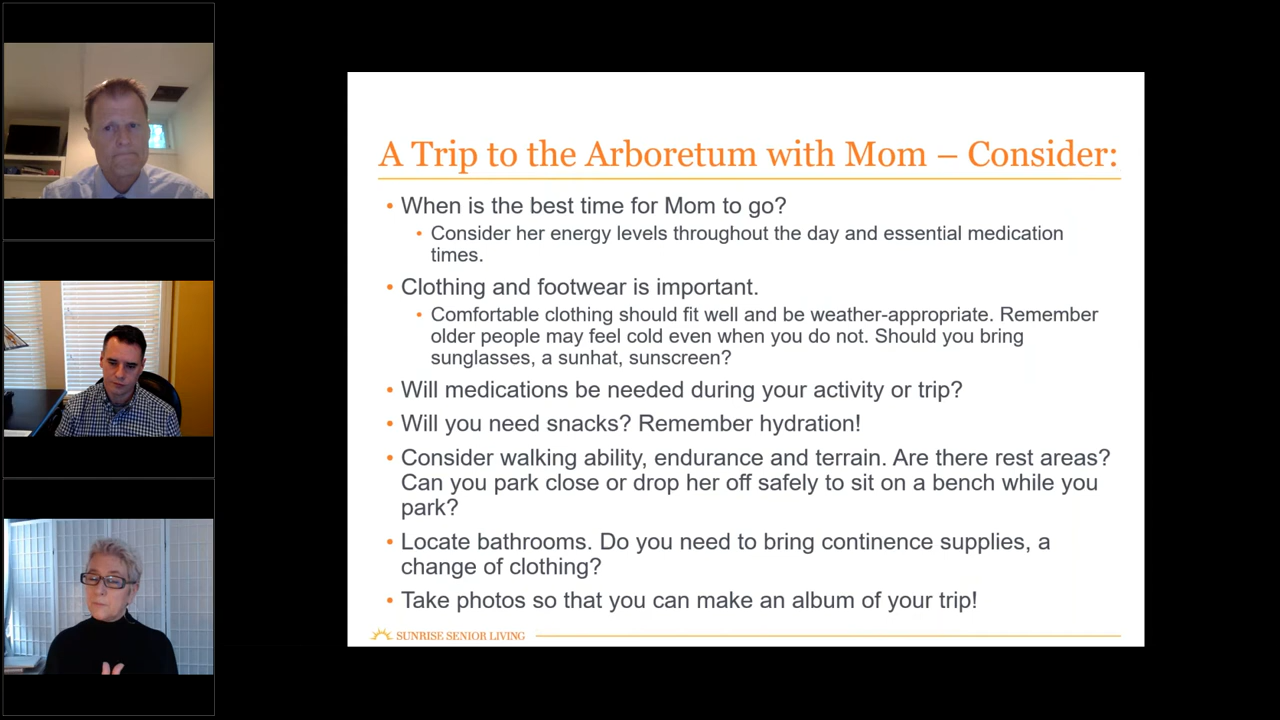 A Trip to the Arboretum with Mom – Consider:
• When is the best time for Mom to go?
• Consider her energy levels throughout the day and essential medication
times.
• Clothing and footwear is important.
• Comfortable clothing should fit well and be weather-appropriate. Remember
older people may feel cold even when you do not. Should you bring
sunglasses, a sunhat, sunscreen?
• Will medications be needed during your activity or trip?
• Will you need snacks? Remember hydration!
• Consider walking ability, endurance and terrain. Are there rest areas?
Can you park close or drop her off safely to sit on a bench while you
park?
• Locate bathrooms. Do you need to bring continence supplies, a
change of clothing?
• Take photos so that you can make an album of your trip!
SUNRISE SENIOR LIVING